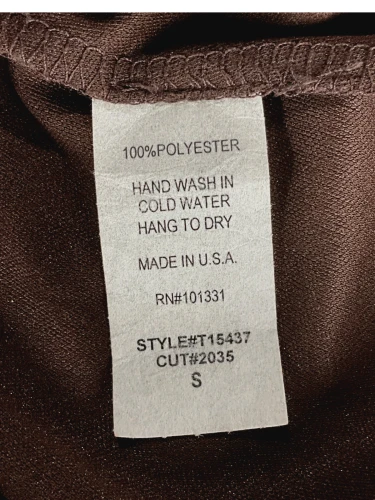 100%POLYESTER
HAND WASH IN
COLD WATER
HANG TO DRY
MADE IN U.S.A.
RN#101331
STYLE#T15437
CUT#2035
S